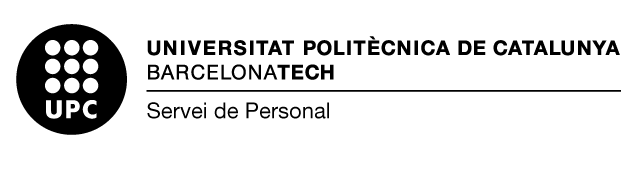 UPC
UNIVERSITAT POLITÈCNICA DE CATALUNYA
BARCELONATECH
Servei de Personal